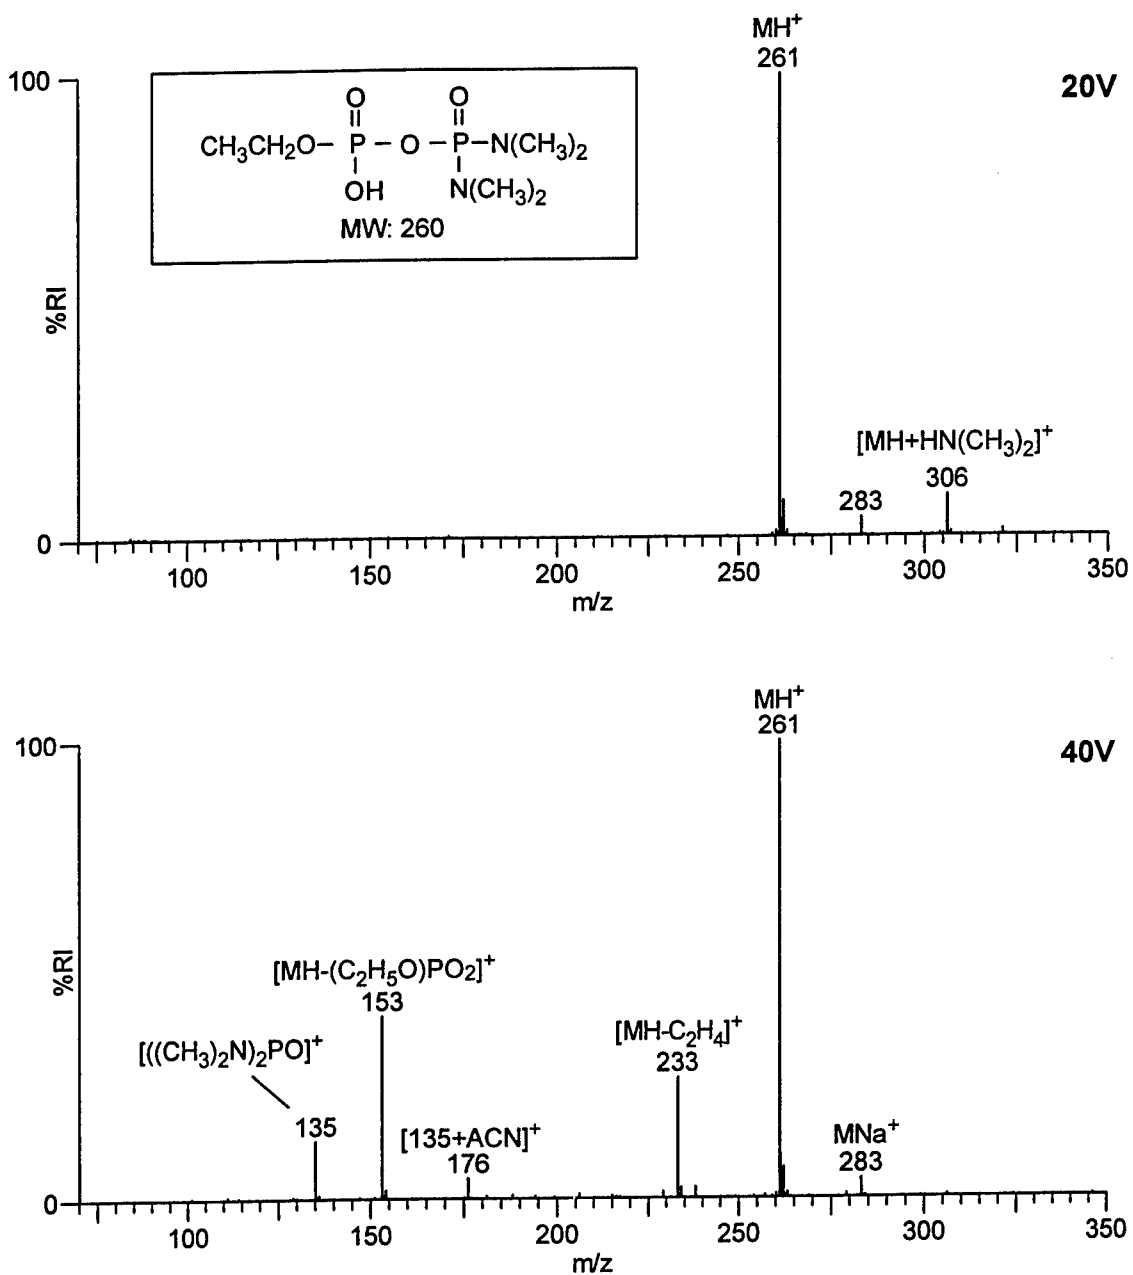 MH+
261
100
20V
O O
CH3CH2O– P – O –P–N(CH3)2
OH N(CH3)2
MW: 260
%RI
[MH+HN(CH3)2]+
306
283
0
100 150 200 250 300 350
m/z
MH+
261
100
40V
%RI
[MH-(C2H5O)PO2]+
153
[MH-C2H4]+
233
[((CH3)2N)2PO]+
135
[135+ACN]+
176
MNa+
283
0
100 150 200 250 300 350
m/z